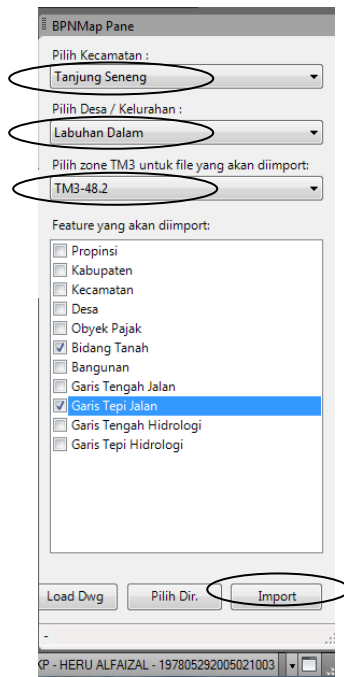 BPNMap Pane
Pilih Kecamatan :
Tanjung Seneng
Pilih Desa / Kelurahan :
Labuhan Dalam
Pilih zone TM3 untuk file yang akan diimport:
TM3-48.2
Feature yang akan diimport:
Propinsi
Kabupaten
Kecamatan
Desa
Obyek Pajak
Bidang Tanah
Bangunan
Garis Tengah Jalan
Garis Tepi Jalan
Garis Tengah Hidrologi
Garis Tepi Hidrologi
Load Dwg Pilih Dir. Import
-
KP - HERU ALFAIZAL - 197805292005021003